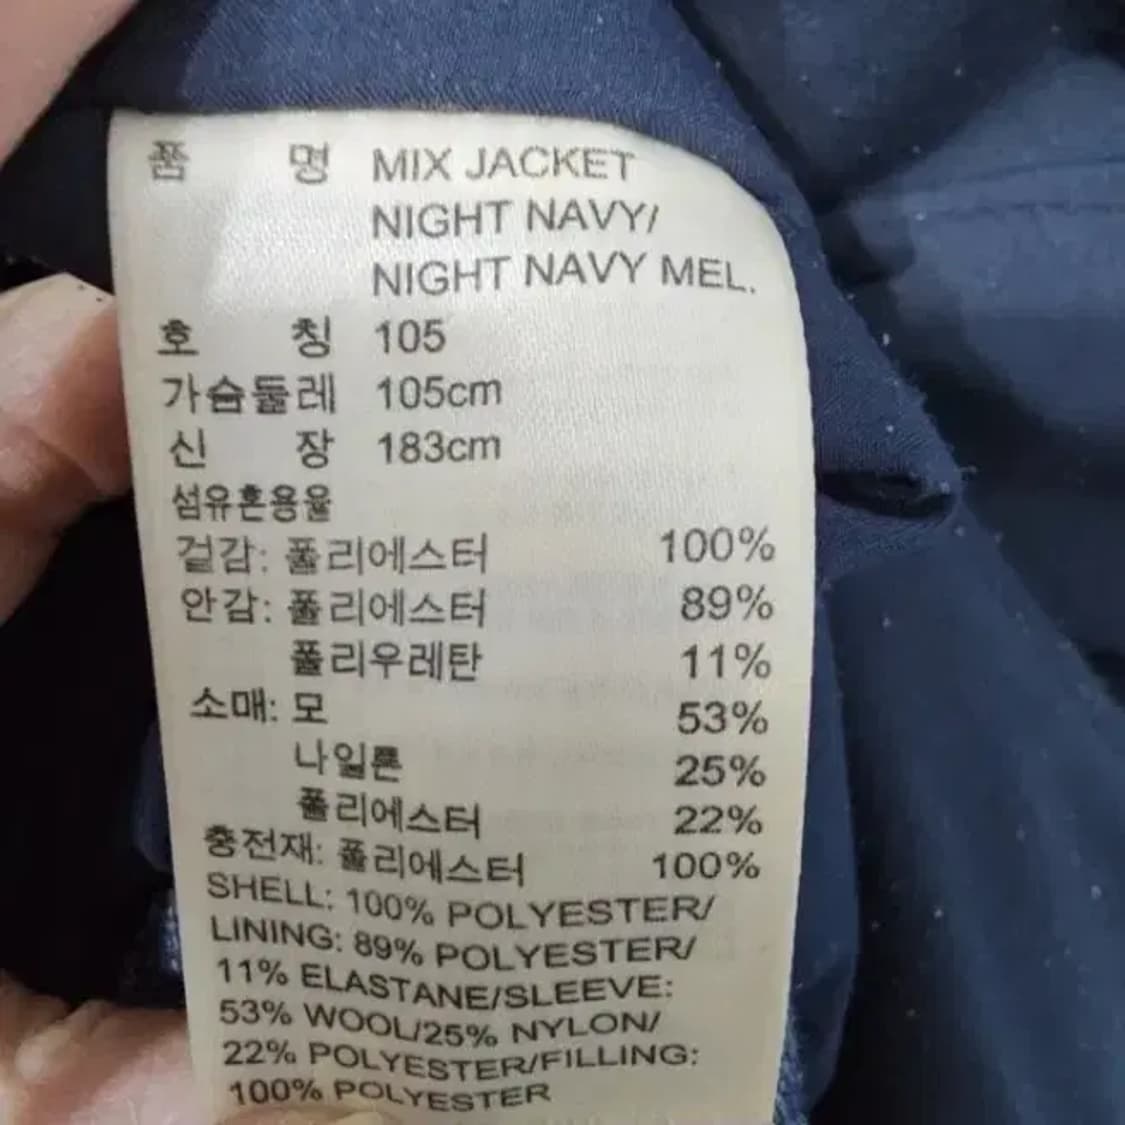 품 명 MIX JACKET
NIGHT NAVY/
NIGHT NAVY MEL.
호 칭 105
가슴둘레 105cm
신 장 183cm
섬유혼용율
겉감: 폴리에스터 100%
안감: 폴리에스터 89%
폴리우레탄 11%
소매: 모 53%
나일론 25%
폴리에스터 22%
충전재: 폴리에스터 100%
SHELL: 100% POLYESTER/
LINING: 89% POLYESTER/
11% ELASTANE/SLEEVE:
53% WOOL/25% NYLON/
22% POLYESTER/FILLING:
100% POLYESTER